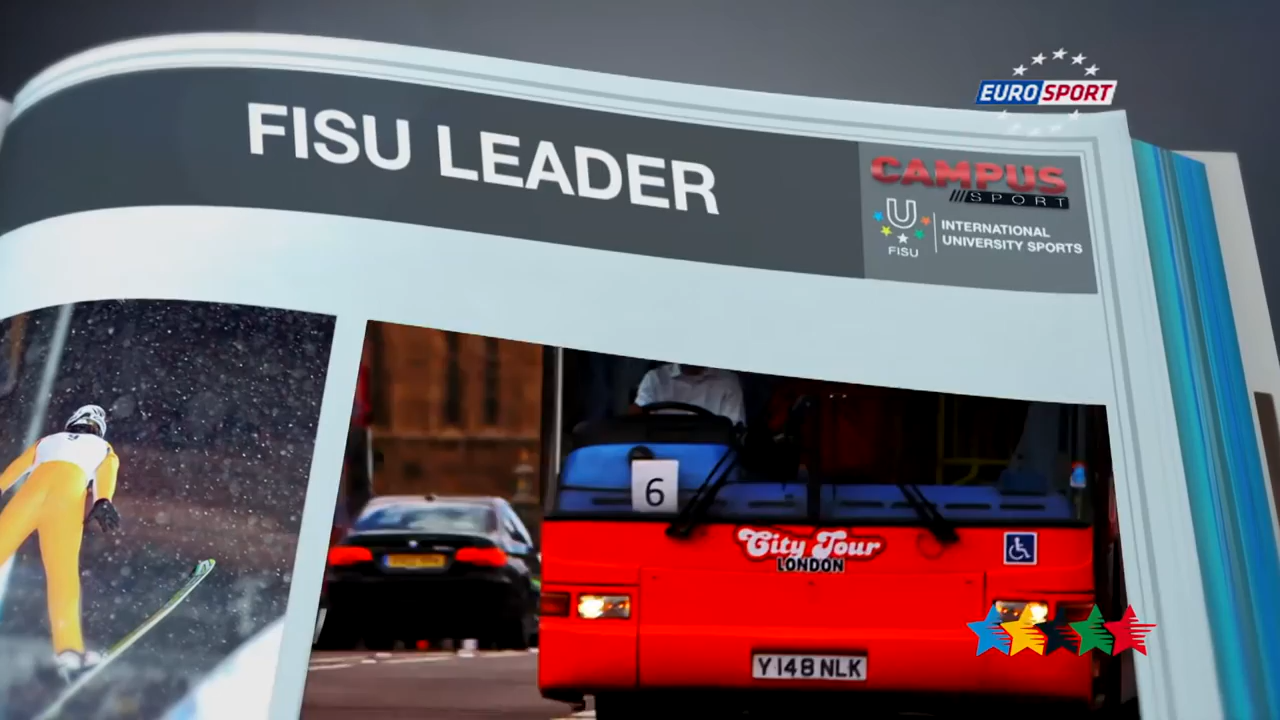 EUROSPORT
FISU LEADER
CAMPUS
SPORT
FISU
INTERNATIONAL
UNIVERSITY SPORTS
6
City Tour
LONDON
Y148 NLK